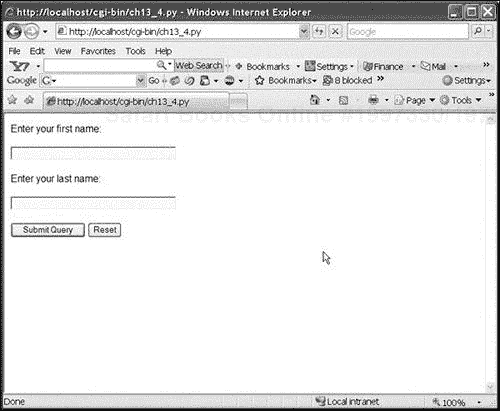 http://localhost/cgi-bin/ch13_4.py - Windows Internet Explorer
http://localhost/cgi-bin/ch13_4.py
Google
File Edit View Favorites Tools Help
Y! Web Search Bookmarks Settings Finance Mail »
Google G Go Bookmarks 8 blocked » Settings
http://localhost/cgi-bin/ch13_4.py Page Tools »
Safari Books Online
Enter your first name:
Enter your last name:
Submit Query Reset
Done Local intranet 100%